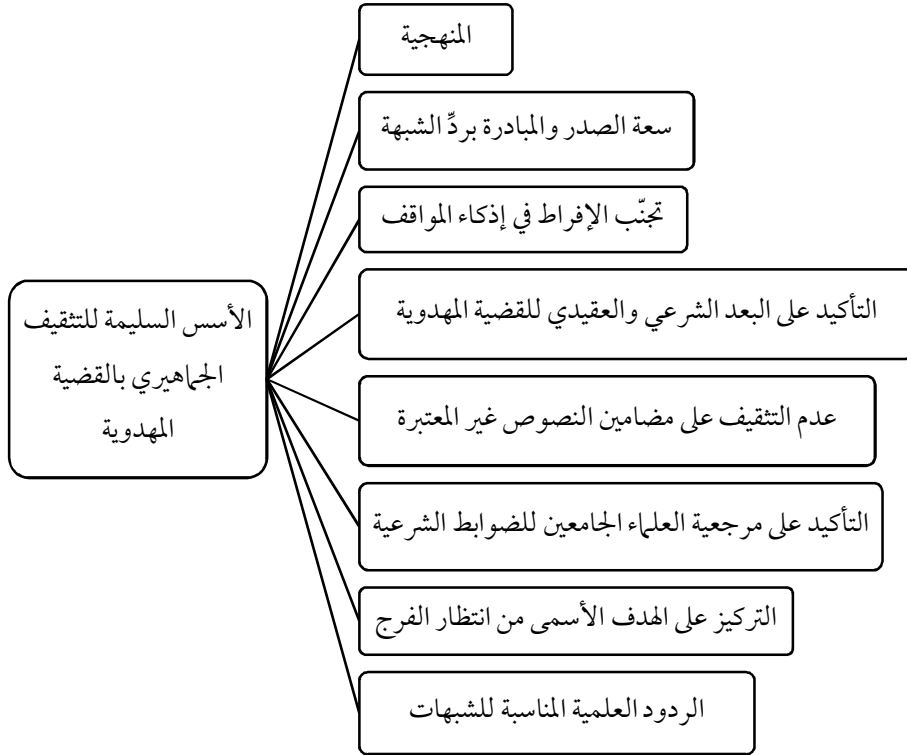 الأسس السليمة للتثقيف
الجماهيري بالقضية
المهدوية
المنهجية
سعة الصدر والمبادرة بردِّ الشبهة
تجنّب الإفراط في إذكاء المواقف
التأكيد على البعد الشرعي والعقيدي للقضية المهدوية
عدم التثقيف على مضامين النصوص غير المعتبرة
التأكيد على مرجعية العلماء الجامعين للضوابط الشرعية
التركيز على الهدف الأسمى من انتظار الفرج
الردود العلمية المناسبة للشبهات